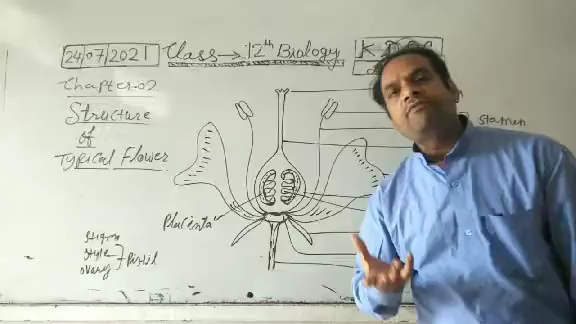 24/07/2021 Class → 12th Biology
Chapter-02
Structure
of
Typical Flower
Stamen
Placenta
Stigma
Style
Ovary
Pistil